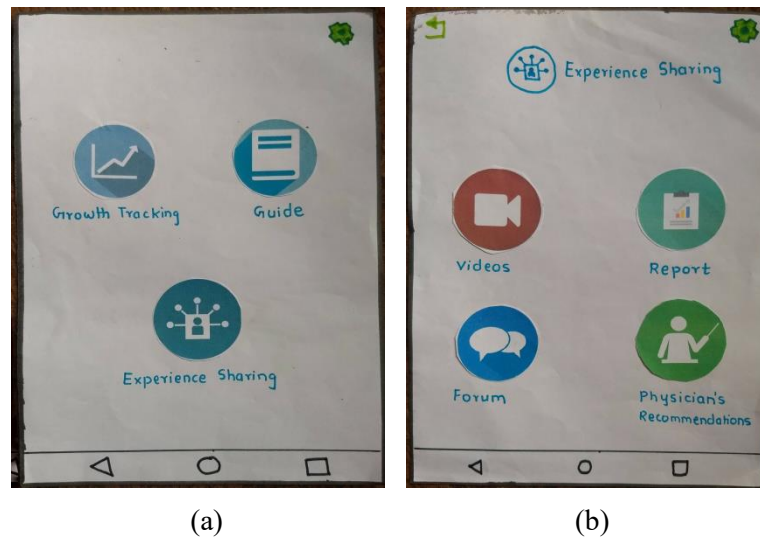 Growth Tracking
Guide
Experience Sharing
(a)
Experience Sharing
Videos
Report
Forum
Physician's
Recommendations
(b)